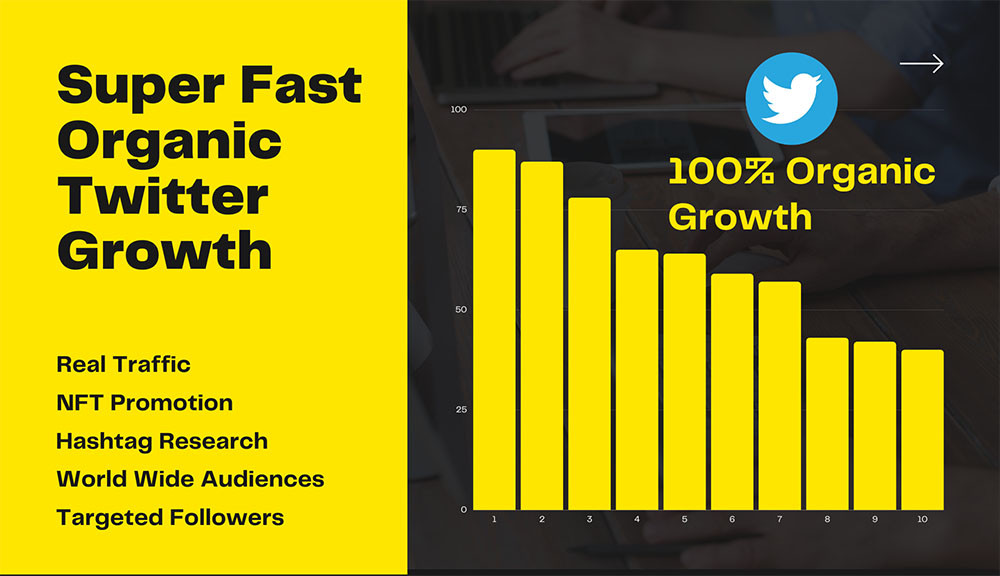 Super Fast
Organic
Twitter
Growth
Real Traffic
NFT Promotion
Hashtag Research
World Wide Audiences
Targeted Followers
100% Organic
Growth
100
75
50
25
0
1 2 3 4 5 6 7 8 9 10